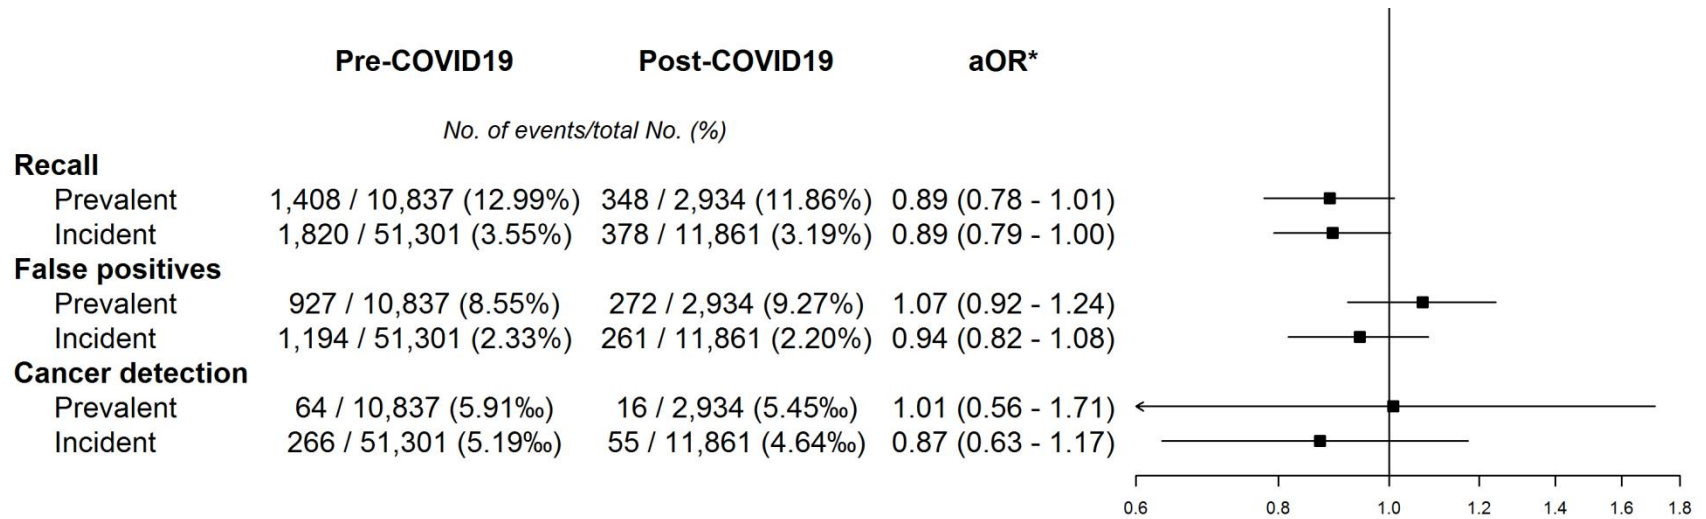 Pre-COVID19 Post-COVID19 aOR*
No. of events/total No. (%)
Recall
Prevalent 1,408 / 10,837 (12.99%) 348 / 2,934 (11.86%) 0.89 (0.78 - 1.01)
Incident 1,820 / 51,301 (3.55%) 378 / 11,861 (3.19%) 0.89 (0.79 - 1.00)
False positives
Prevalent 927 / 10,837 (8.55%) 272 / 2,934 (9.27%) 1.07 (0.92 - 1.24)
Incident 1,194 / 51,301 (2.33%) 261 / 11,861 (2.20%) 0.94 (0.82 - 1.08)
Cancer detection
Prevalent 64 / 10,837 (5.91‰) 16 / 2,934 (5.45‰) 1.01 (0.56 - 1.71)
Incident 266 / 51,301 (5.19‰) 55 / 11,861 (4.64‰) 0.87 (0.63 - 1.17)
0.6 0.8 1.0 1.2 1.4 1.6 1.8